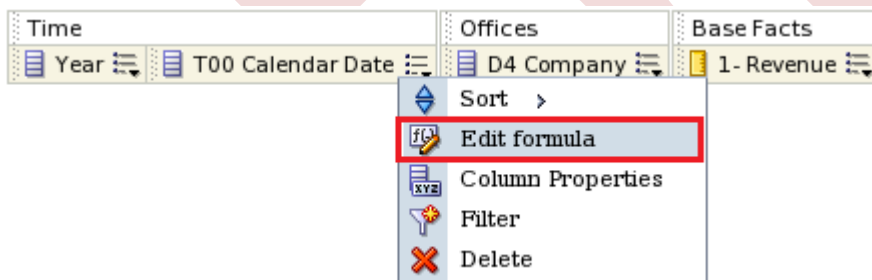 Time Offices Base Facts
Year T00 Calendar Date D4 Company 1- Revenue
Sort >
f() Edit formula
XYZ Column Properties
Filter
Delete